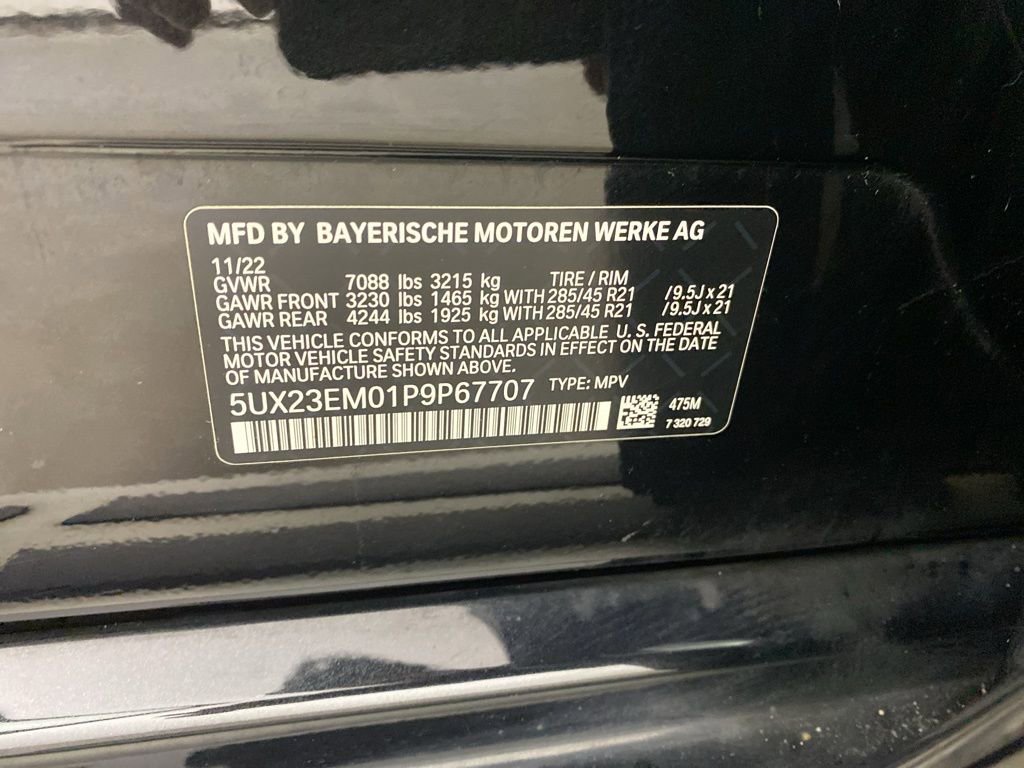 MFD BY BAYERISCHE MOTOREN WERKE AG
11/22
GVWR 7088 lbs 3215 kg TIRE / RIM
GAWR FRONT 3230 lbs 1465 kg WITH 285/45 R21 /9.5J x 21
GAWR REAR 4244 lbs 1925 kg WITH 285/45 R21 /9.5J x 21
THIS VEHICLE CONFORMS TO ALL APPLICABLE U. S. FEDERAL
MOTOR VEHICLE SAFETY STANDARDS IN EFFECT ON THE DATE
OF MANUFACTURE SHOWN ABOVE.
5UX23EM01P9P67707 TYPE: MPV
475M
7 320 729